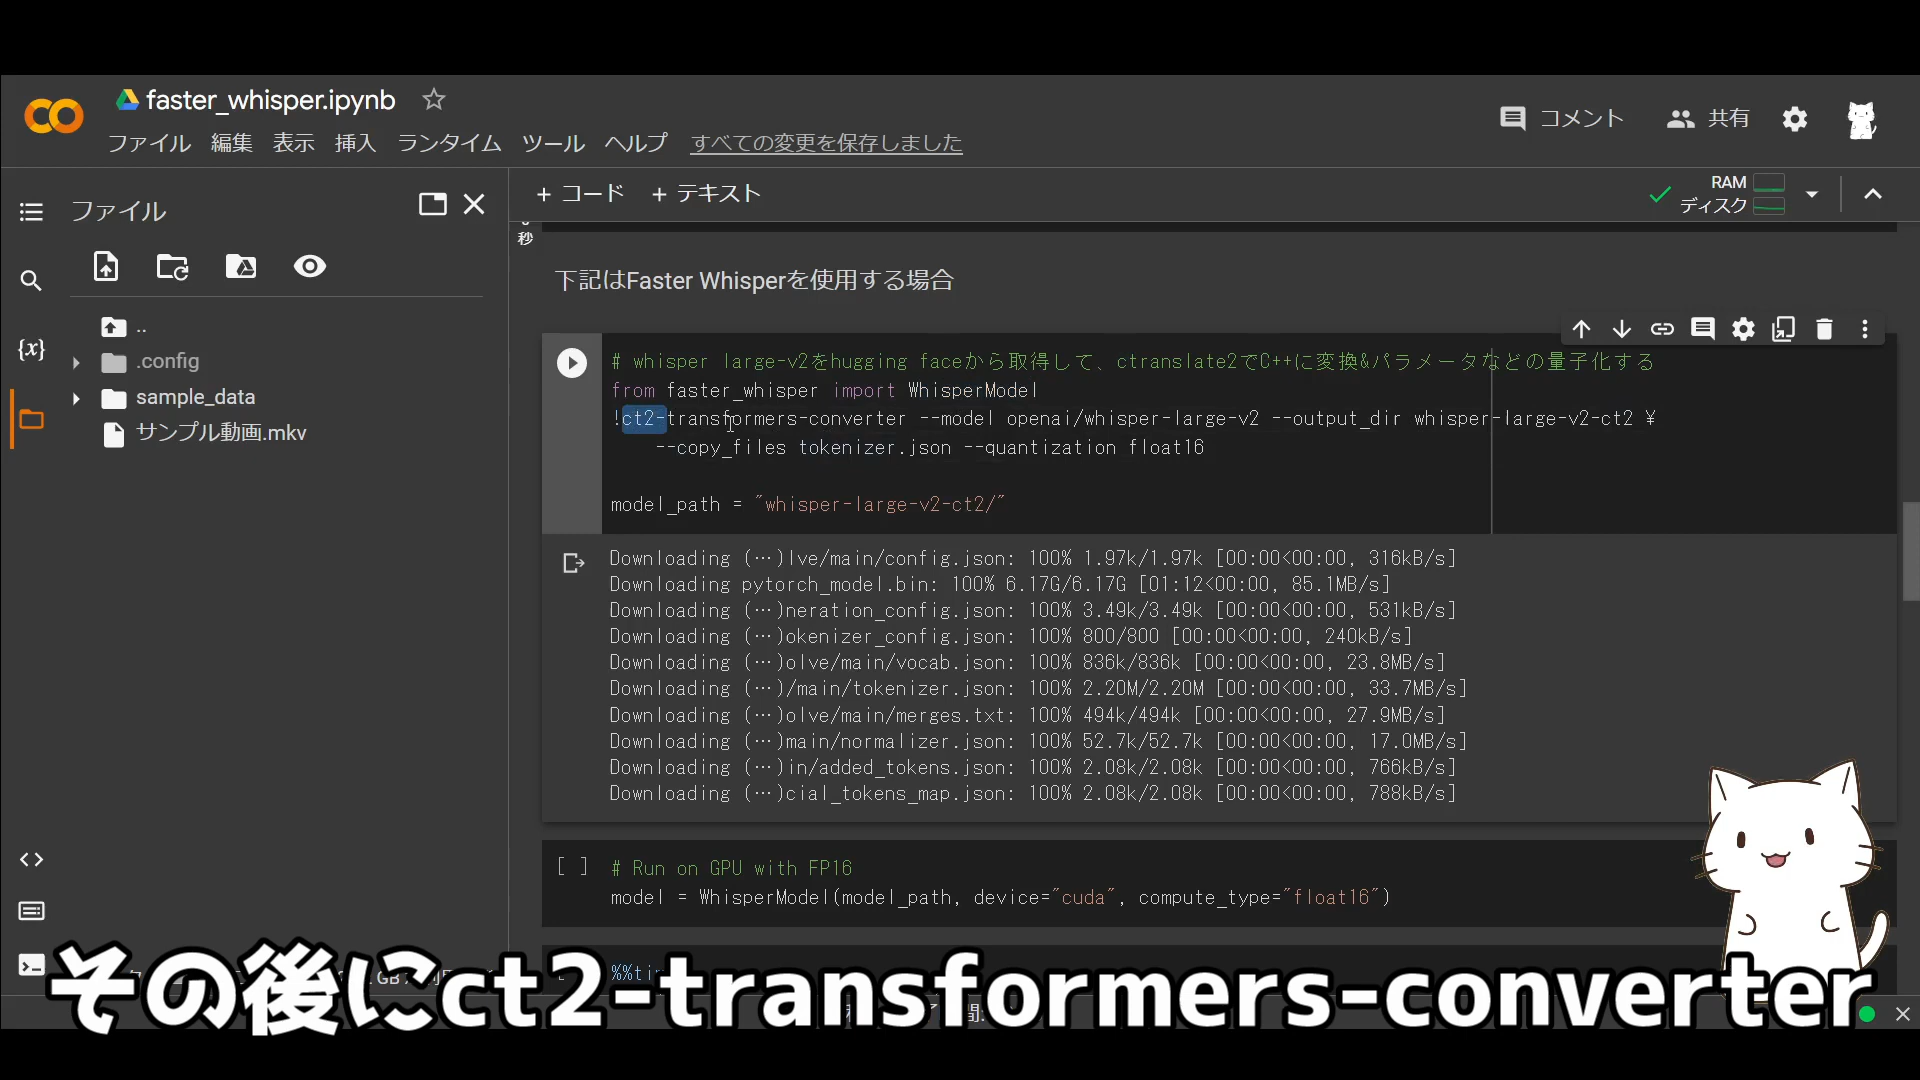 faster_whisper.ipynb
ファイル 編集 表示 挿入 ランタイム ツール ヘルプ すべての変更を保存しました
コメント 共有
ファイル
+ コード + テキスト
RAM
ディスク
秒
..
.config
sample_data
サンプル動画.mkv
{x}
下記はFaster Whisperを使用する場合
# whisper large-v2をhugging faceから取得して、ctranslate2でC++に変換&パラメータなどの量子化する
from faster_whisper import WhisperModel
!ct2-transformers-converter --model openai/whisper-large-v2 --output_dir whisper-large-v2-ct2 ¥
--copy_files tokenizer.json --quantization float16
model_path = "whisper-large-v2-ct2/"
Downloading (…)lve/main/config.json: 100% 1.97k/1.97k [00:00<00:00, 316kB/s]
Downloading pytorch_model.bin: 100% 6.17G/6.17G [01:12<00:00, 85.1MB/s]
Downloading (…)neration_config.json: 100% 3.49k/3.49k [00:00<00:00, 531kB/s]
Downloading (…)okenizer_config.json: 100% 800/800 [00:00<00:00, 240kB/s]
Downloading (…)olve/main/vocab.json: 100% 836k/836k [00:00<00:00, 23.8MB/s]
Downloading (…)/main/tokenizer.json: 100% 2.20M/2.20M [00:00<00:00, 33.7MB/s]
Downloading (…)olve/main/merges.txt: 100% 494k/494k [00:00<00:00, 27.9MB/s]
Downloading (…)main/normalizer.json: 100% 52.7k/52.7k [00:00<00:00, 17.0MB/s]
Downloading (…)in/added_tokens.json: 100% 2.08k/2.08k [00:00<00:00, 766kB/s]
Downloading (…)cial_tokens_map.json: 100% 2.08k/2.08k [00:00<00:00, 788kB/s]
[ ] # Run on GPU with FP16
model = WhisperModel(model_path, device="cuda", compute_type="float16")
その後にct2-transformers-converter